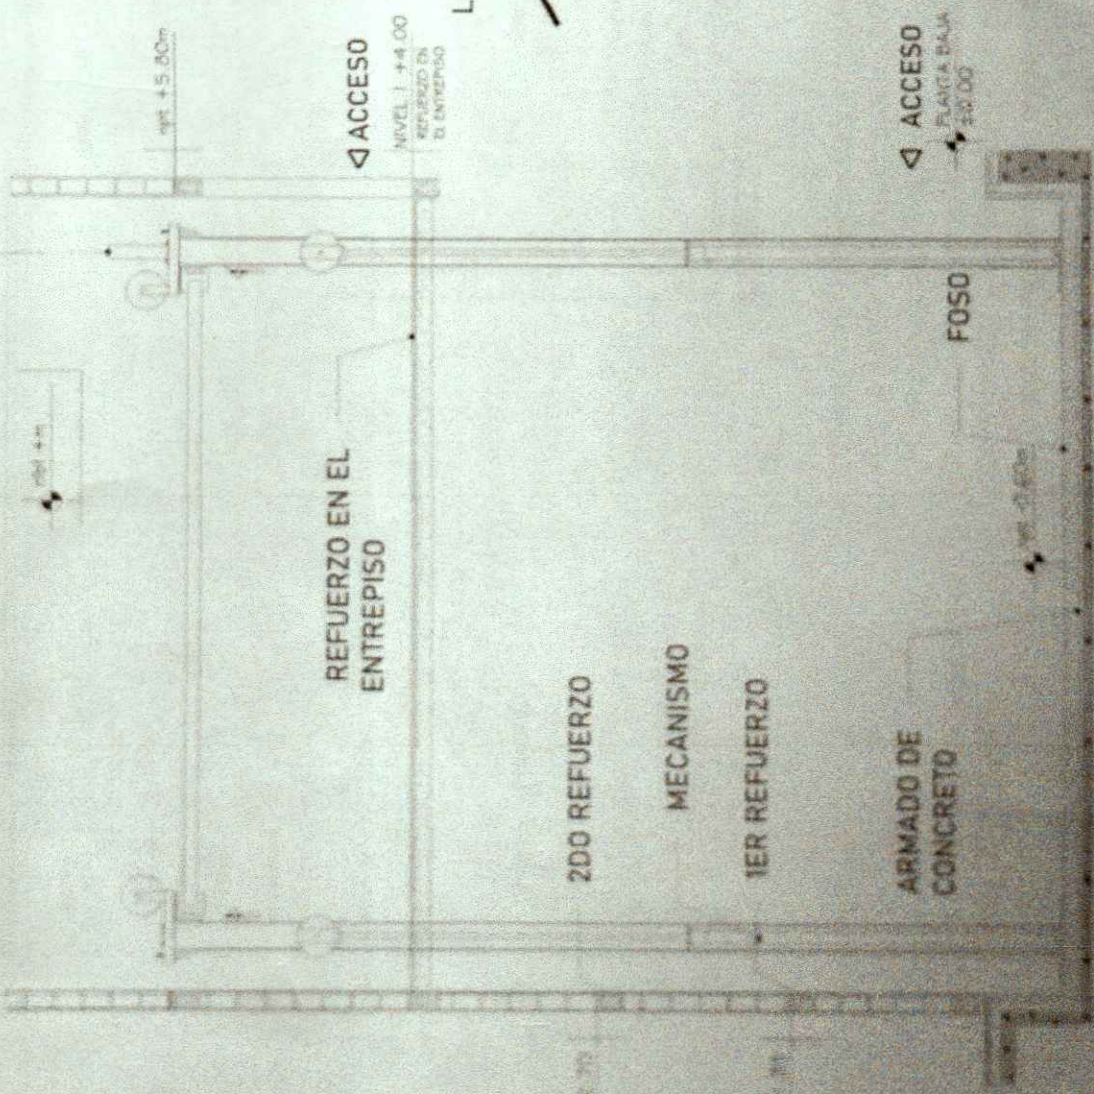 npt +5.80m
ACCESO
NIVEL 1 +4.00
REFUERZO EN
EL ENTREPISO
ACCESO
PLANTA BAJA
±0.00
REFUERZO EN EL
ENTREPISO
FOSO
2DO REFUERZO
MECANISMO
1ER REFUERZO
ARMADO DE
CONCRETO